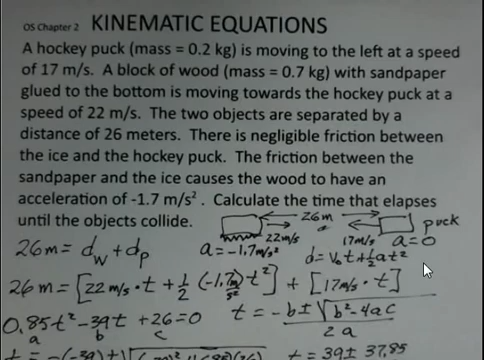 OS Chapter 2 KINEMATIC EQUATIONS
A hockey puck (mass = 0.2 kg) is moving to the left at a speed
of 17 m/s. A block of wood (mass = 0.7 kg) with sandpaper
glued to the bottom is moving towards the hockey puck at a
speed of 22 m/s. The two objects are separated by a
distance of 26 meters. There is negligible friction between
the ice and the hockey puck. The friction between the
sandpaper and the ice causes the wood to have an
acceleration of -1.7 m/s². Calculate the time that elapses
until the objects collide.
26m
puck
22m/s 17m/s a=0
26m = d_w + d_p a=-1.7m/s² d=V₀t+½at²
26m = [22m/s·t + ½(-1.7 m/s²)t²] + [17m/s·t]
0.85t² - 39t + 26 = 0 t = -b ± √b²-4ac / 2a
a b c
t = 39 ± 37.85